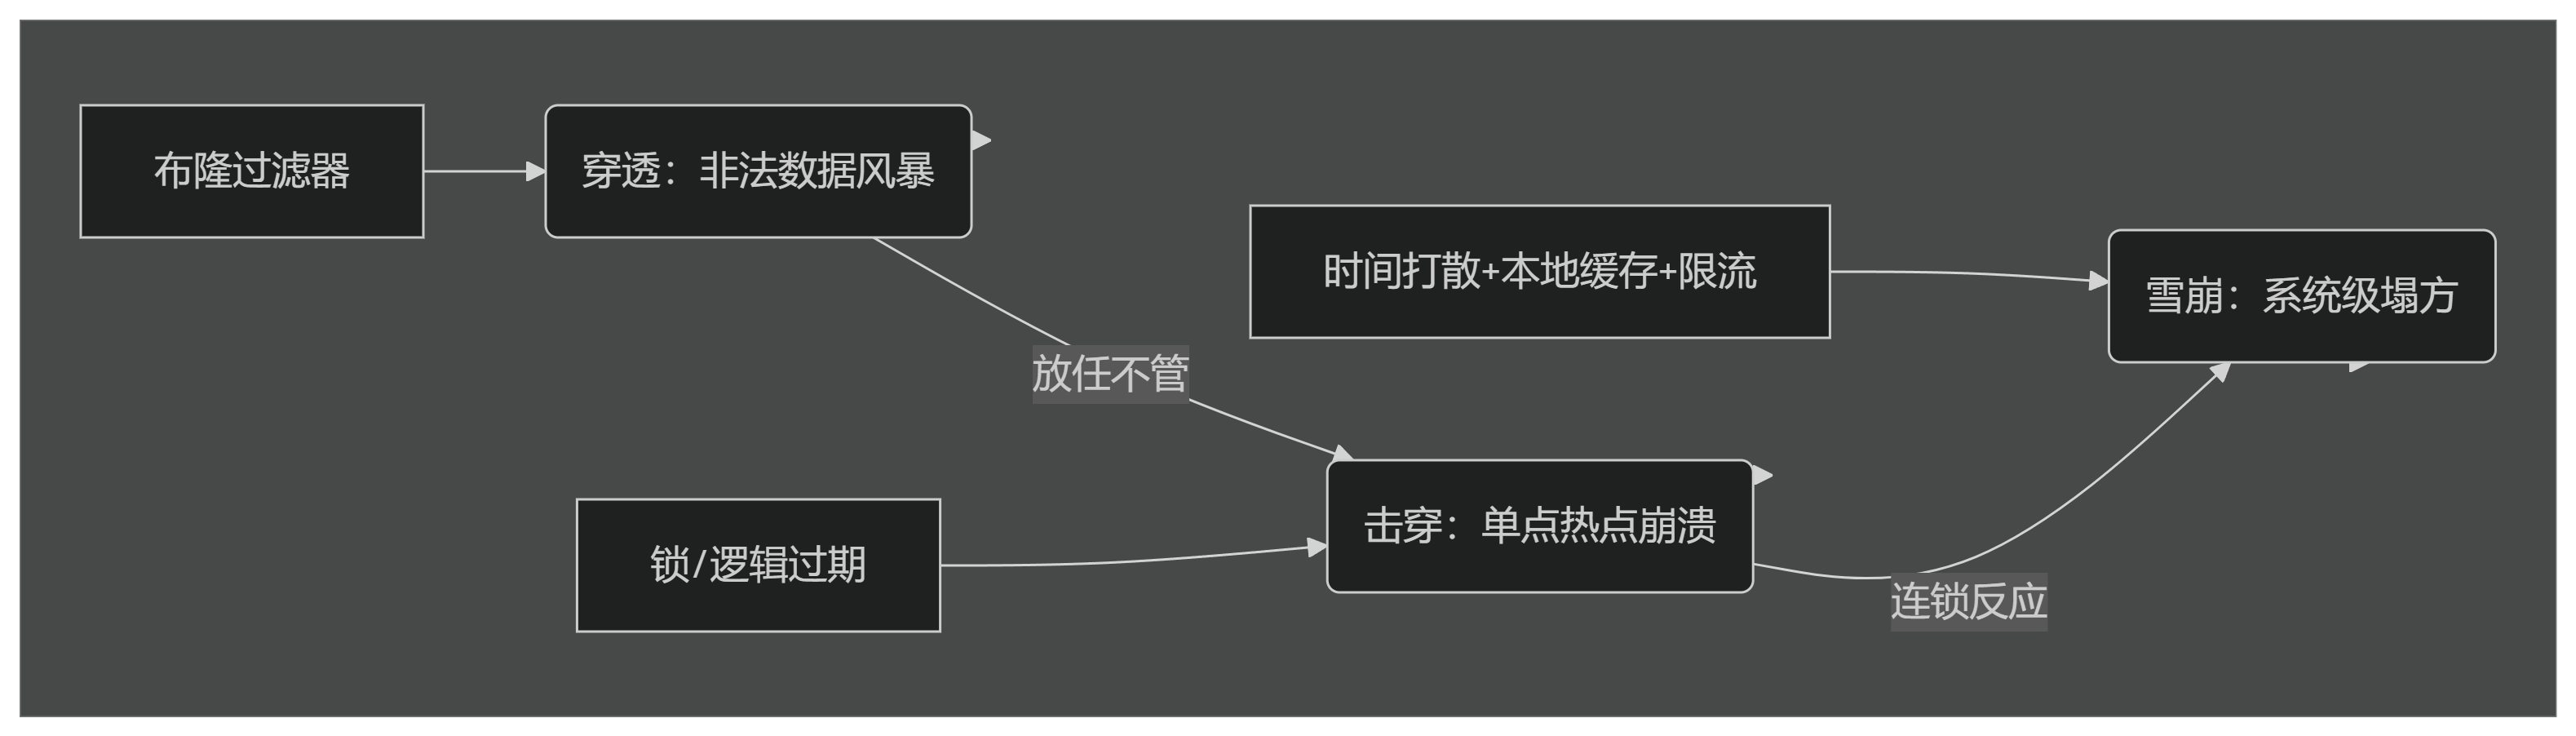 布隆过滤器
穿透：非法数据风暴
时间打散+本地缓存+限流
雪崩：系统级塌方
放任不管
锁/逻辑过期
击穿：单点热点崩溃
连锁反应